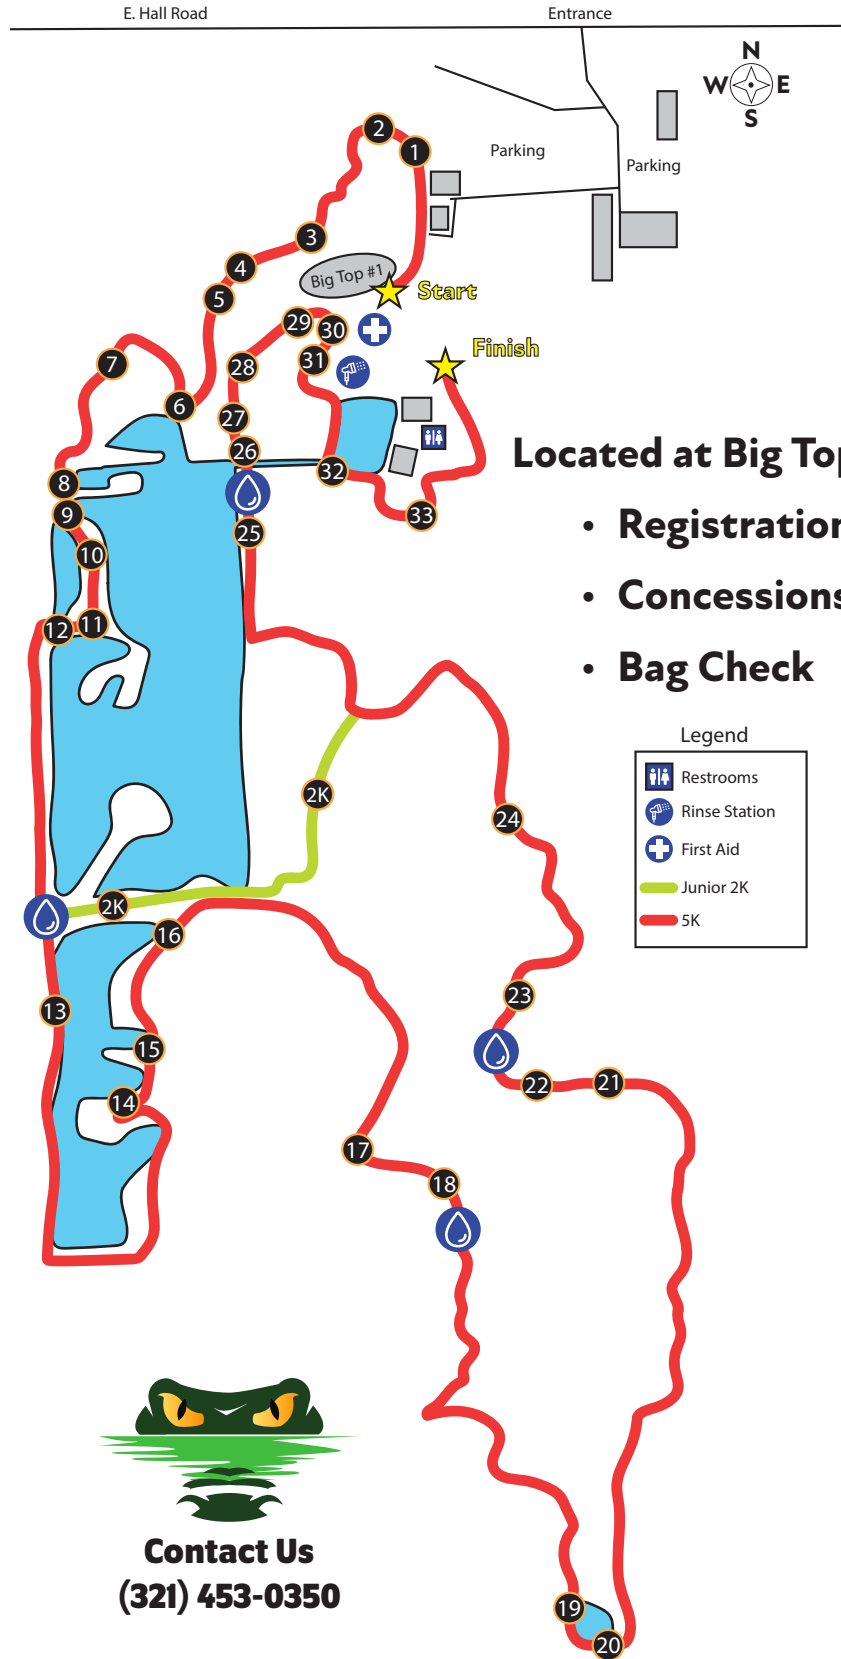 E. Hall Road
Entrance
N
W E
S
2
1
Parking
Parking
3
4
Big Top #1
5
Start
29
30
Finish
31
7
28
6
27
26
Located at Big Top
32
8
9
33
• Registration
25
10
• Concessions
11
12
• Bag Check
Legend
Restrooms
Rinse Station
First Aid
Junior 2K
5K
2K
24
2K
16
23
13
15
22
21
14
17
18
Contact Us
(321) 453-0350
19
20